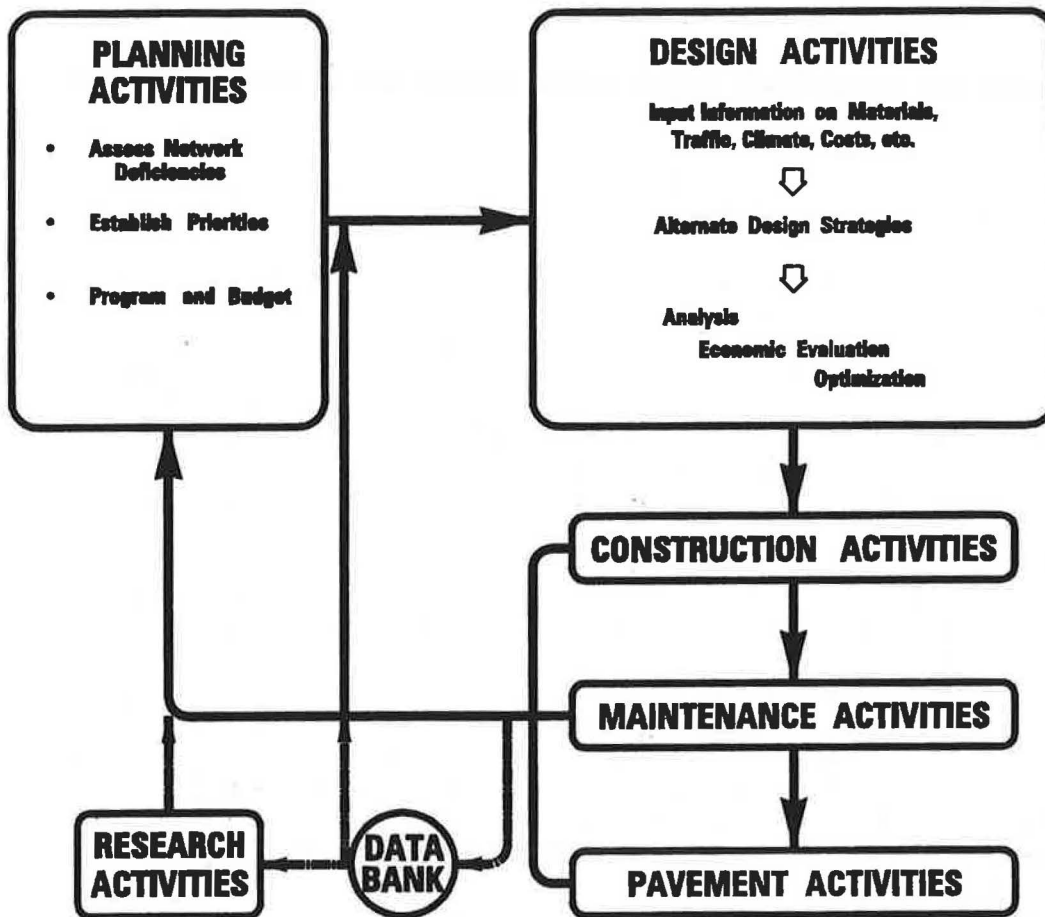 PLANNING
ACTIVITIES
• Assess Network
Deficiencies
• Establish Priorities
• Program and Budget
DESIGN ACTIVITIES
Input Information on Materials,
Traffic, Climate, Costs, etc.
Alternate Design Strategies
Analysis
Economic Evaluation
Optimization
CONSTRUCTION ACTIVITIES
MAINTENANCE ACTIVITIES
PAVEMENT ACTIVITIES
DATA
BANK
RESEARCH
ACTIVITIES